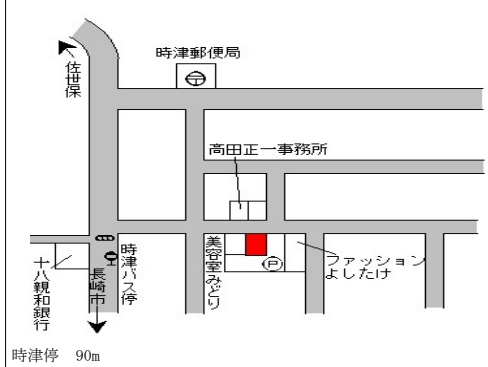 時津郵便局
佐世保
高田正一事務所
美容室みどり
ファッション
よしたけ
P
時津バス停
十八親和銀行
長崎市
時津停 90m